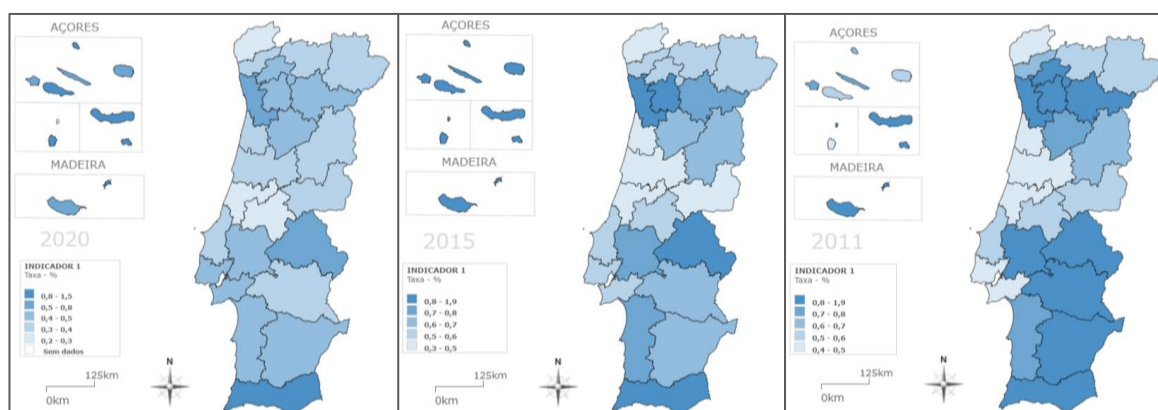 AÇORES
MADEIRA
2020
INDICADOR 1
Taxa - %
0,8 - 1,5
0,5 - 0,8
0,4 - 0,5
0,3 - 0,4
0,2 - 0,3
Sem dados
125km
0km
N
AÇORES
MADEIRA
2015
INDICADOR 1
Taxa - %
0,8 - 1,9
0,7 - 0,8
0,6 - 0,7
0,5 - 0,6
0,3 - 0,5
125km
0km
N
AÇORES
MADEIRA
2011
INDICADOR 1
Taxa - %
0,8 - 1,9
0,7 - 0,8
0,6 - 0,7
0,5 - 0,6
0,4 - 0,5
125km
0km
N